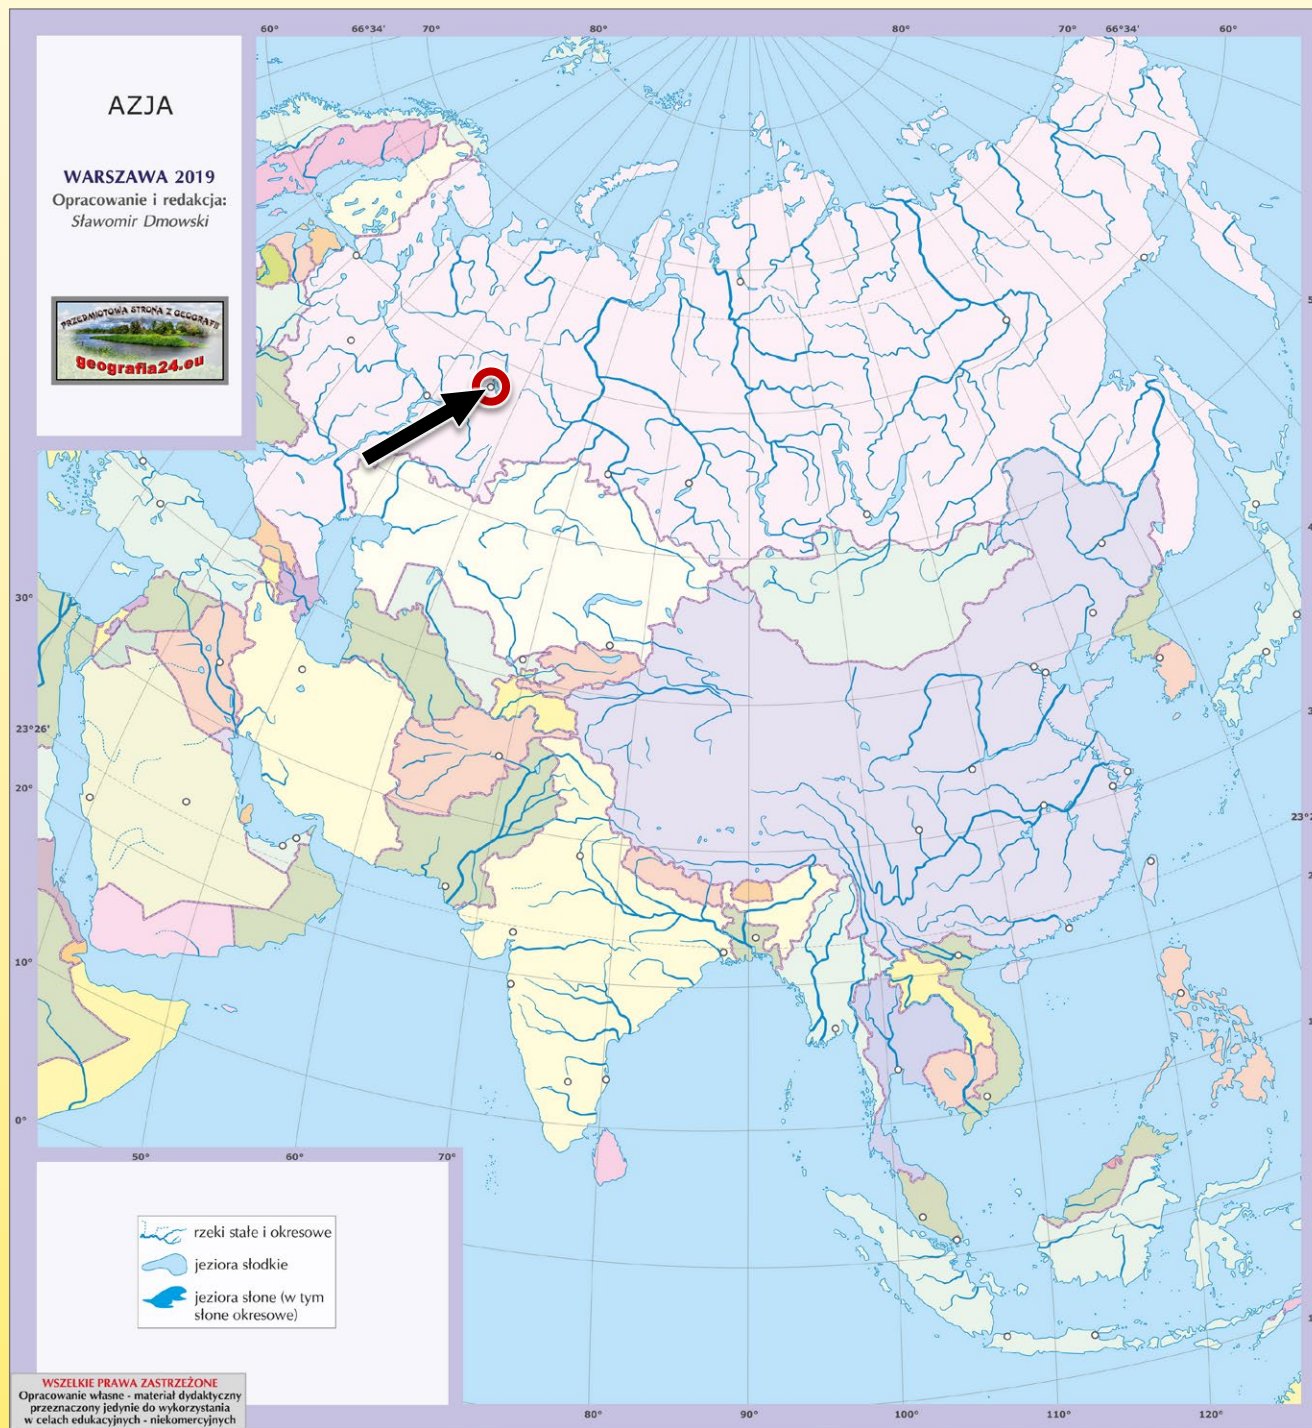 60°
66°34'
70°
80°
80°
70°
66°34'
60°
AZJA
WARSZAWA 2019
Opracowanie i redakcja:
Sławomir Dmowski
PRZEDMIOTOWA STRONA Z GEOGRAFII
geografia24.eu
30°
23°26'
20°
10°
0°
50°
60°
70°
rzeki stałe i okresowe
jeziora słodkie
jeziora słone (w tym
słone okresowe)
80°
90°
100°
110°
120°
WSZELKIE PRAWA ZASTRZEŻONE
Opracowanie własne - materiał dydaktyczny
przeznaczony jedynie do wykorzystania
w celach edukacyjnych - niekomercyjnych